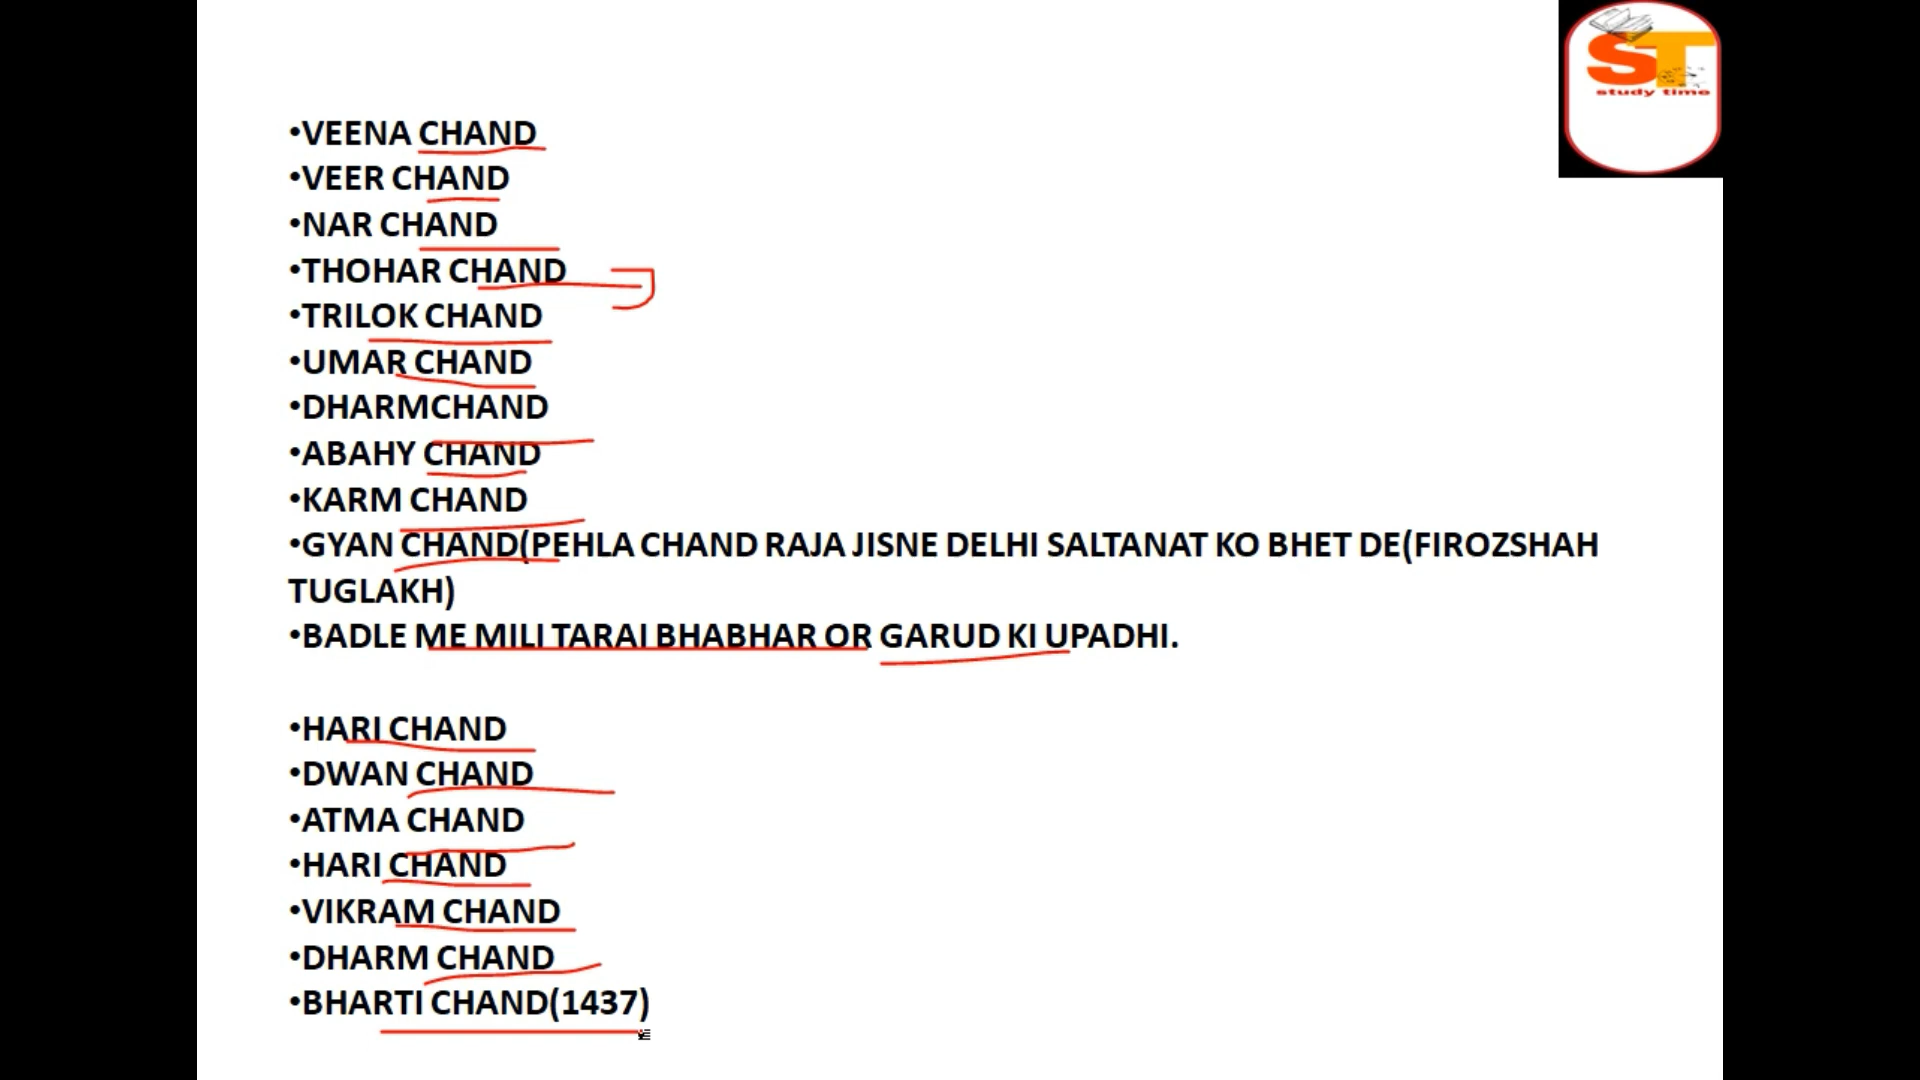 ST
study time
•VEENA CHAND
•VEER CHAND
•NAR CHAND
•THOHAR CHAND
•TRILOK CHAND
•UMAR CHAND
•DHARMCHAND
•ABAHY CHAND
•KARM CHAND
•GYAN CHAND(PEHLA CHAND RAJA JISNE DELHI SALTANAT KO BHET DE(FIROZSHAH
TUGLAKH)
•BADLE ME MILI TARAI BHABHAR OR GARUD KI UPADHI.
•HARI CHAND
•DWAN CHAND
•ATMA CHAND
•HARI CHAND
•VIKRAM CHAND
•DHARM CHAND
•BHARTI CHAND(1437)